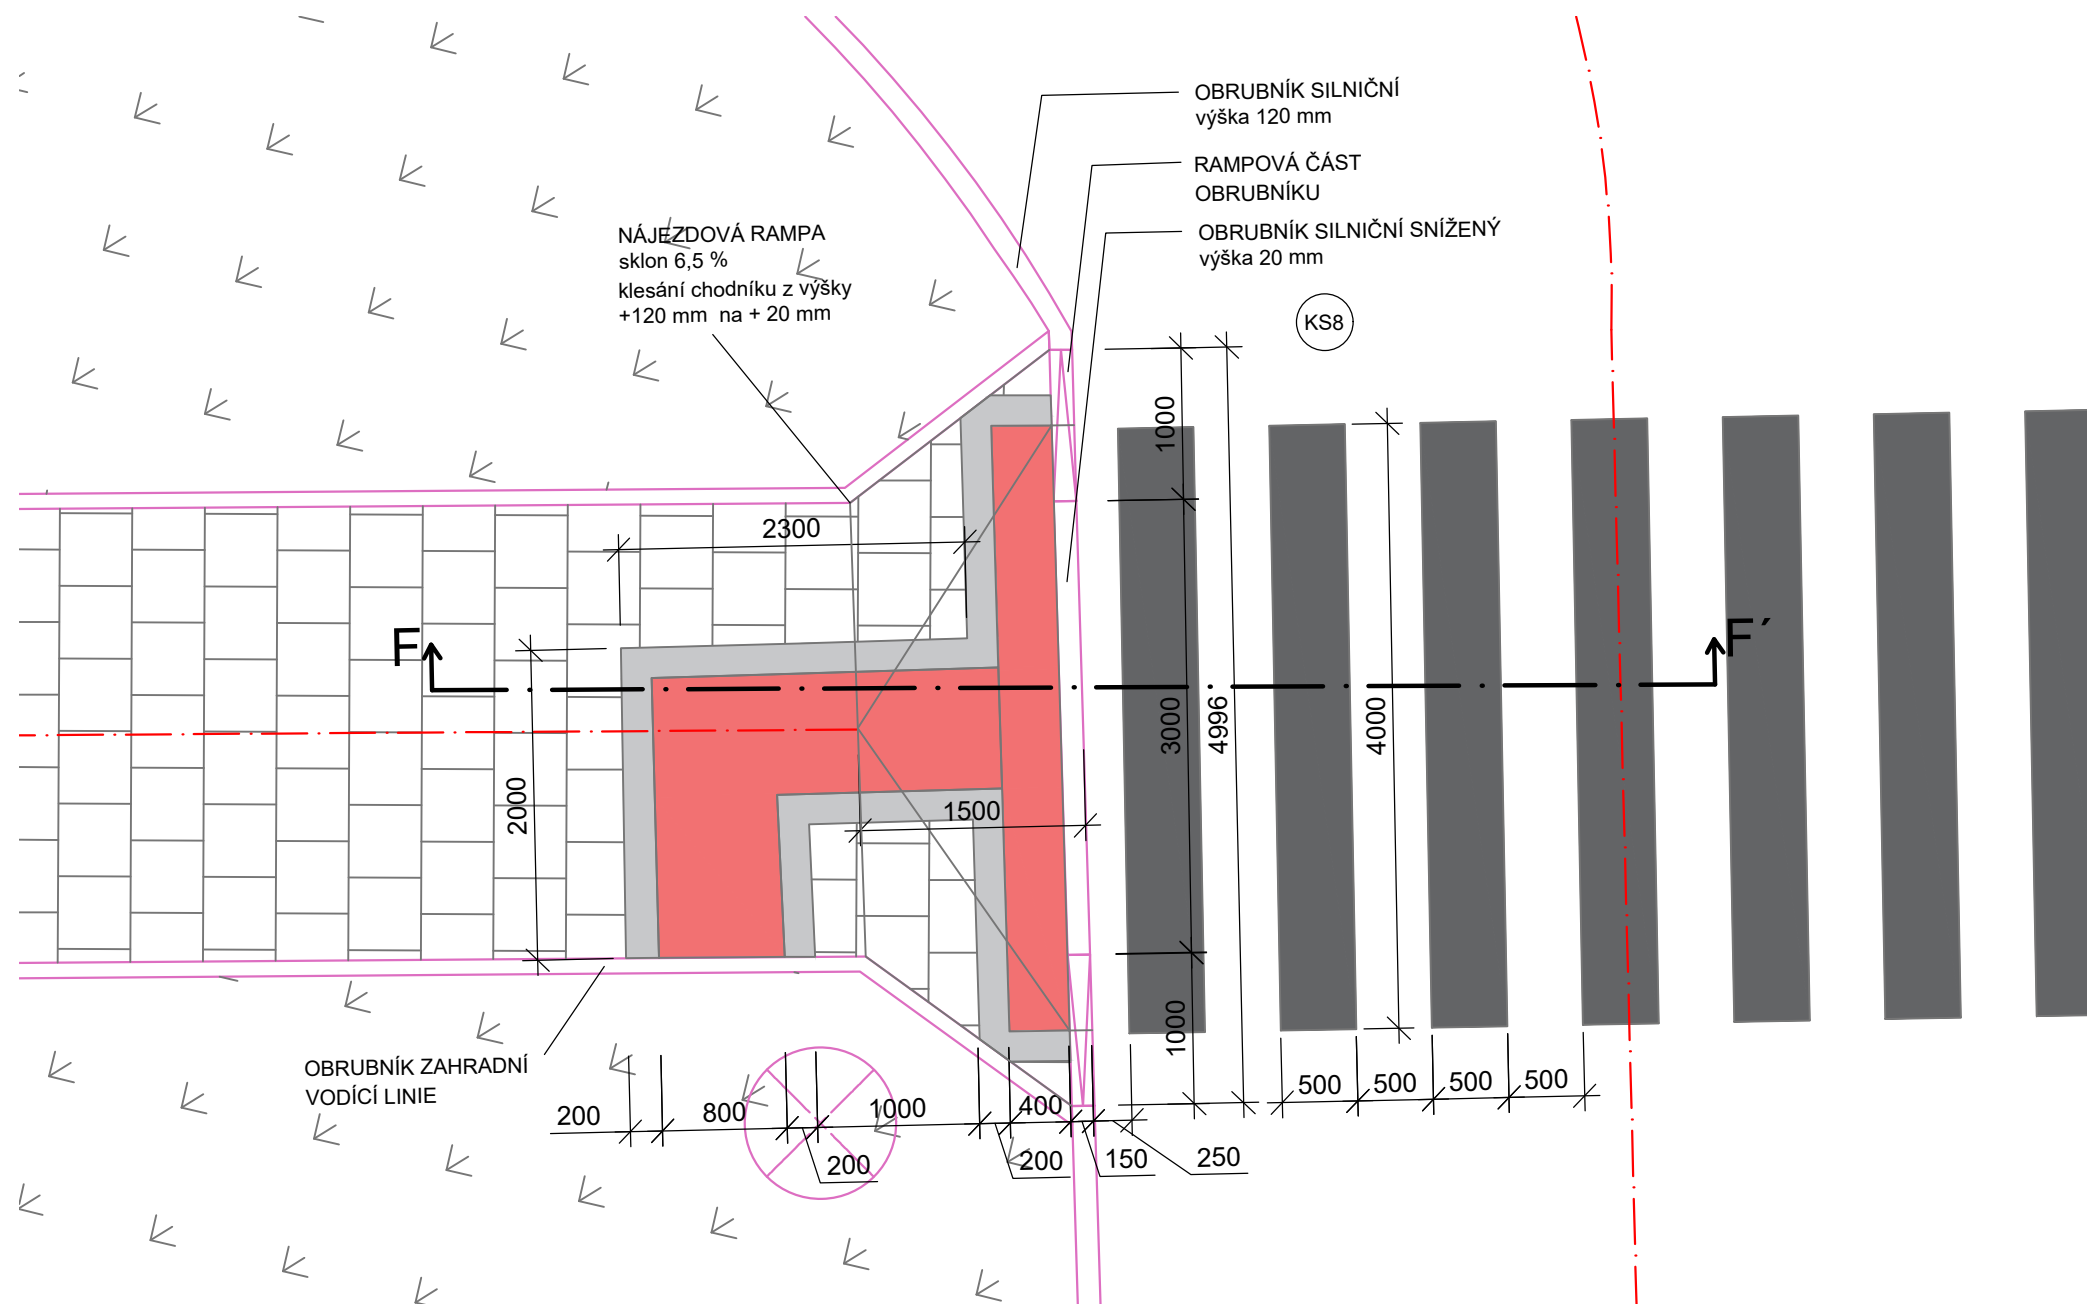 OBRUBNÍK SILNIČNÍ
výška 120 mm
RAMPOVÁ ČÁST
OBRUBNÍKU
OBRUBNÍK SILNIČNÍ SNÍŽENÝ
výška 20 mm
NÁJEZDOVÁ RAMPA
sklon 6,5 %
klesání chodníku z výšky
+120 mm na + 20 mm
KS8
1000
2300
F
F´
3000
4996
4000
2000
1500
1000
OBRUBNÍK ZAHRADNÍ
VODÍCÍ LINIE
500
500
500
500
200
800
1000
400
200
200
150
250